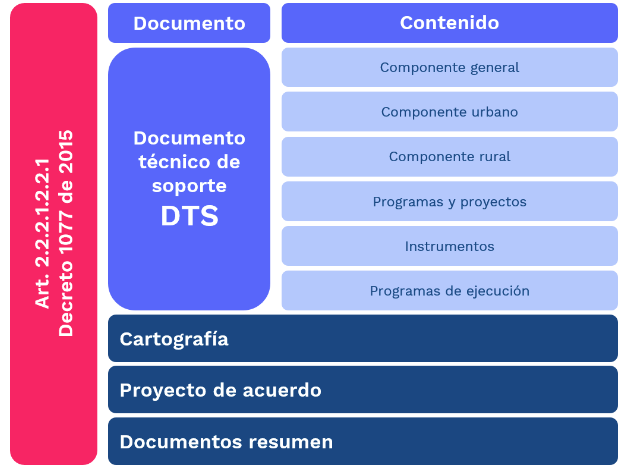 Art. 2.2.2.1.2.2.1
Decreto 1077 de 2015
Documento
Contenido
Documento
técnico de
soporte
DTS
Componente general
Componente urbano
Componente rural
Programas y proyectos
Instrumentos
Programas de ejecución
Cartografía
Proyecto de acuerdo
Documentos resumen